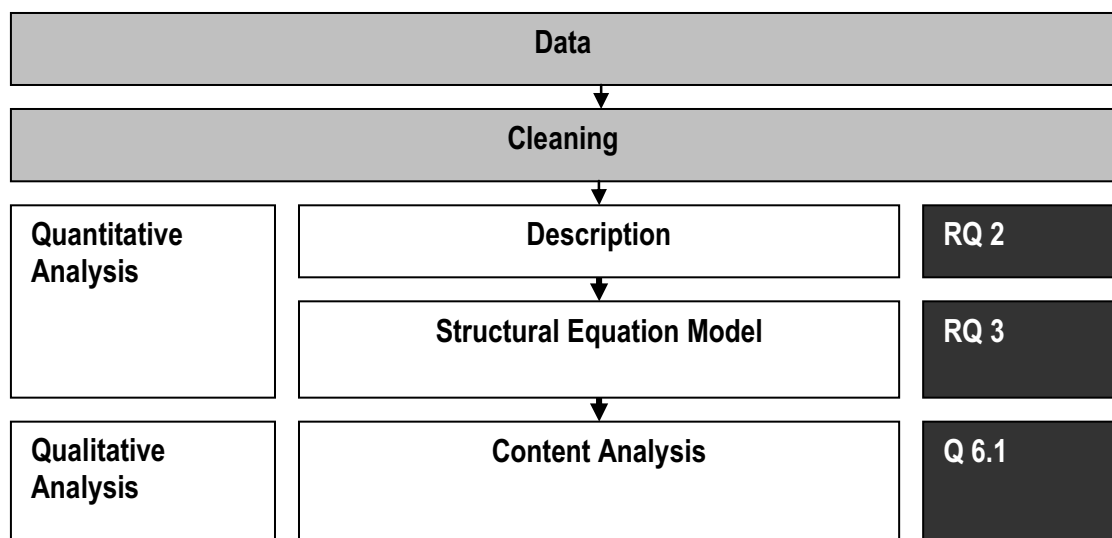 Data
Cleaning
Quantitative
Analysis
Description
RQ 2
Structural Equation Model
RQ 3
Qualitative
Analysis
Content Analysis
Q 6.1